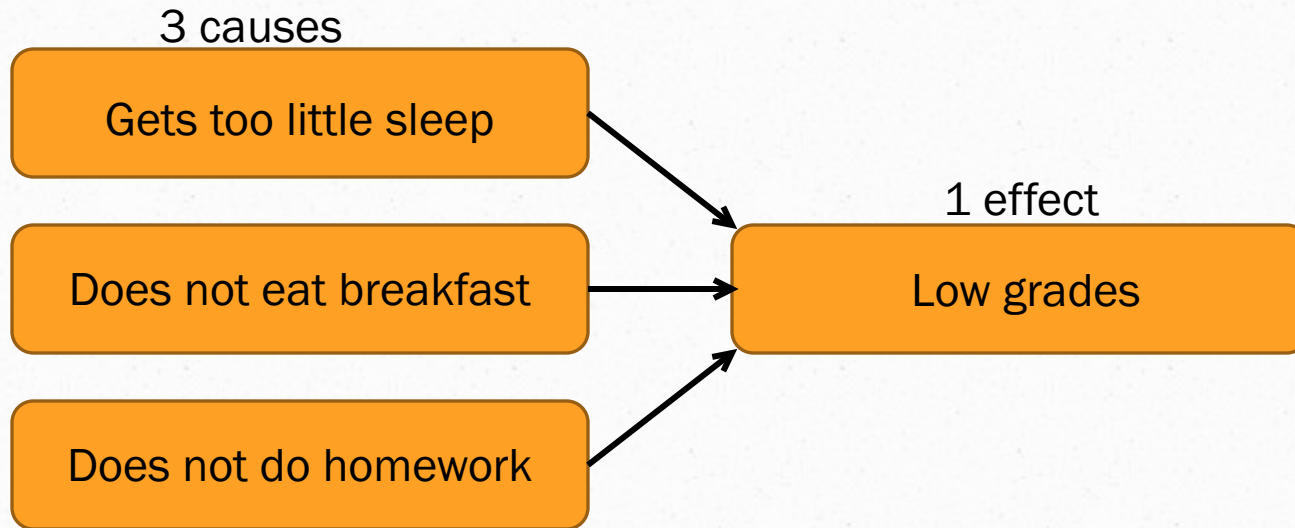 3 causes
Gets too little sleep
1 effect
Does not eat breakfast
Low grades
Does not do homework